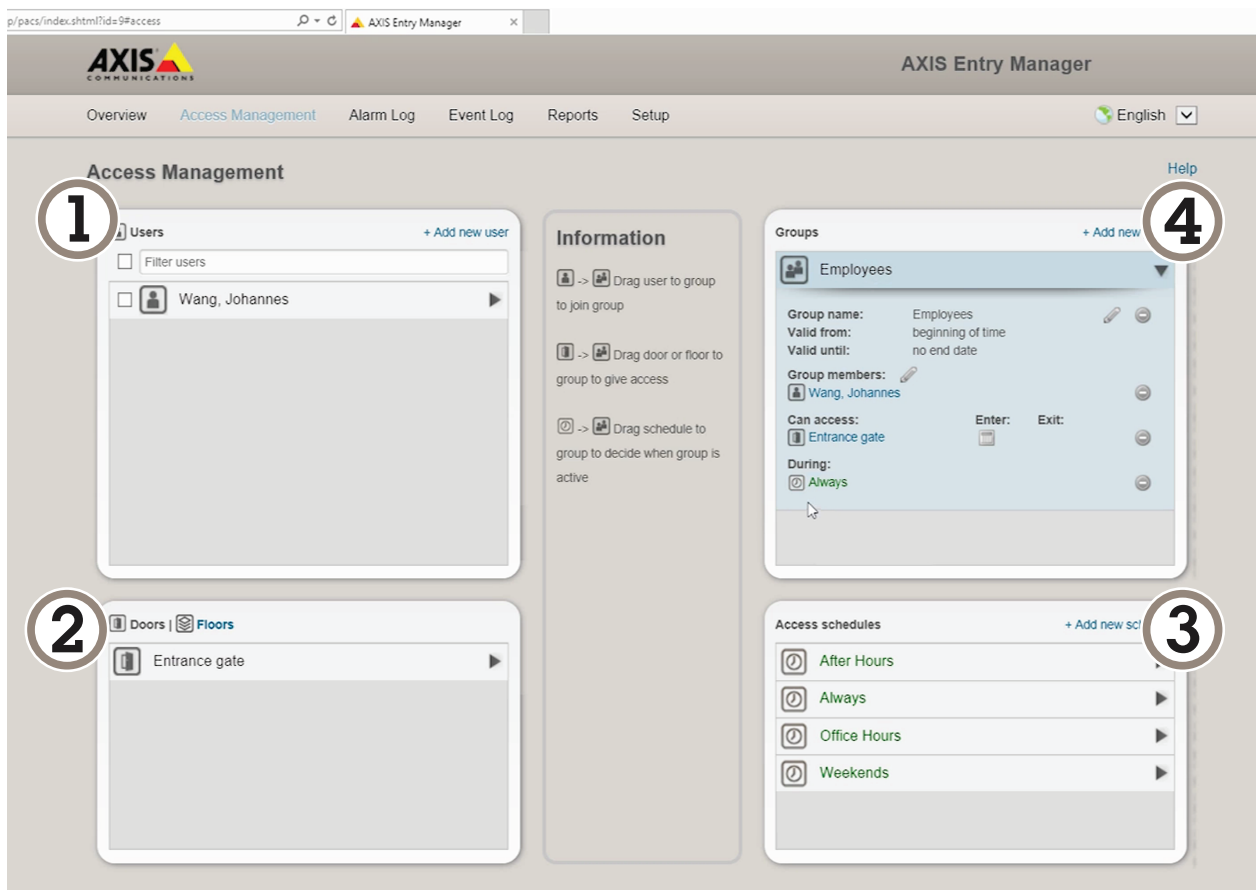 p/pacs/index.shtml?id=9#access
AXIS Entry Manager
AXIS
COMMUNICATIONS
AXIS Entry Manager
Overview Access Management Alarm Log Event Log Reports Setup
English
Access Management
Help
1
Users
+ Add new user
Filter users
Wang, Johannes
2
Doors | Floors
Entrance gate
Information
-> Drag user to group
to join group
-> Drag door or floor to
group to give access
-> Drag schedule to
group to decide when group is
active
4
Groups
+ Add new
Employees
Group name: Employees
Valid from: beginning of time
Valid until: no end date
Group members:
Wang, Johannes
Can access: Enter: Exit:
Entrance gate
During:
Always
3
Access schedules
+ Add new sc
After Hours
Always
Office Hours
Weekends